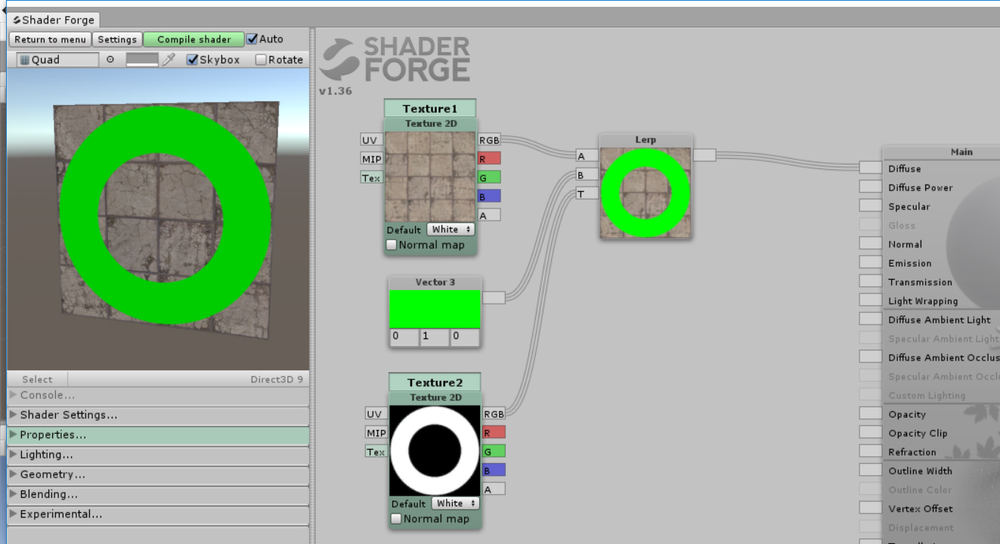 Shader Forge
Return to menu Settings Compile shader Auto
Quad Skybox Rotate
Select Direct3D 9
Console...
Shader Settings...
Properties...
Lighting...
Geometry...
Blending...
Experimental...
SHADER
FORGE
v1.36
Texture1
Texture 2D
UV RGB
MIP R
Tex G
B
A
Default White
Normal map
Vector 3
0 1 0
Texture2
Texture 2D
UV RGB
MIP R
Tex G
B
A
Default White
Normal map
Lerp
A
B
T
Main
Diffuse
Diffuse Power
Specular
Gloss
Normal
Emission
Transmission
Light Wrapping
Diffuse Ambient Light
Specular Ambient Light
Diffuse Ambient Occlus
Specular Ambient Occl
Custom Lighting
Opacity
Opacity Clip
Refraction
Outline Width
Outline Color
Vertex Offset
Displacement